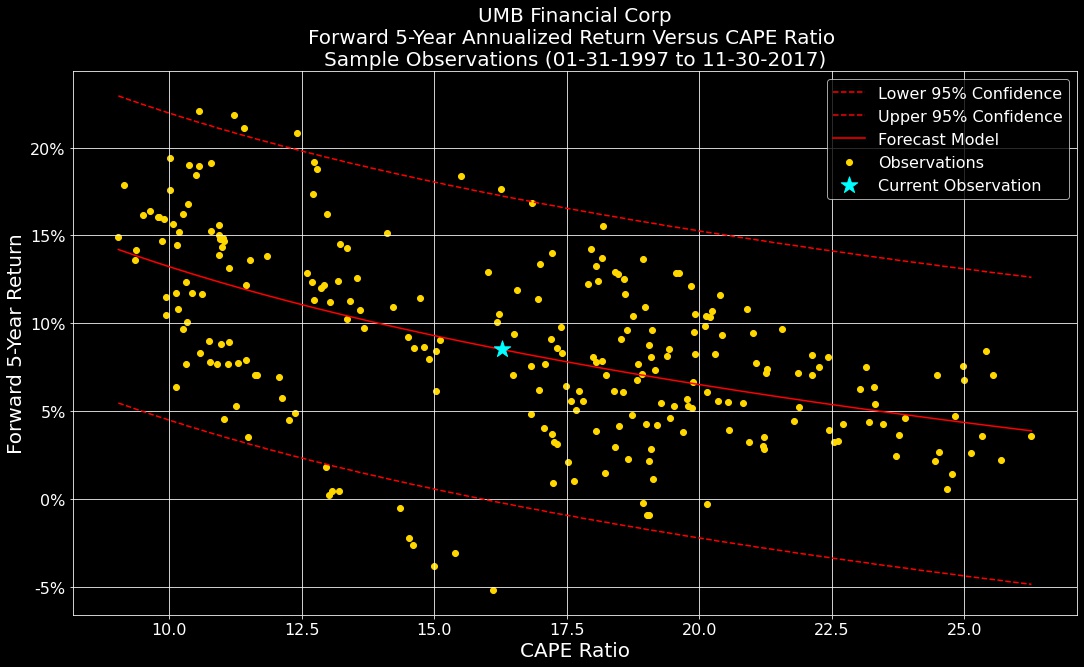 UMB Financial Corp
Forward 5-Year Annualized Return Versus CAPE Ratio
Sample Observations (01-31-1997 to 11-30-2017)
Lower 95% Confidence
Upper 95% Confidence
Forecast Model
Observations
Current Observation
Forward 5-Year Return
20%
15%
10%
5%
0%
-5%
10.0 12.5 15.0 17.5 20.0 22.5 25.0
CAPE Ratio